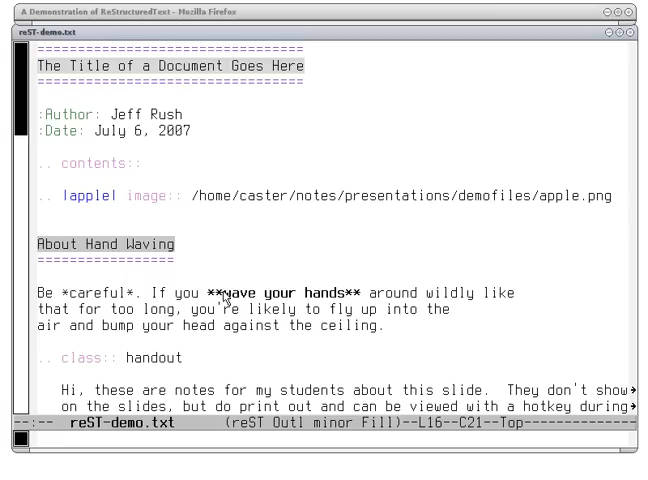 A Demonstration of ReStructuredText - Mozilla Firefox
reST-demo.txt
================================
The Title of a Document Goes Here
================================
:Author: Jeff Rush
:Date: July 6, 2007
.. contents::
.. |apple| image:: /home/caster/notes/presentations/demofiles/apple.png
About Hand Waving
=================
Be *careful*. If you **wave your hands** around wildly like
that for too long, you're likely to fly up into the
air and bump your head against the ceiling.
.. class:: handout
Hi, these are notes for my students about this slide. They don't show
on the slides, but do print out and can be viewed with a hotkey during
--:-- reST-demo.txt (reST Outl minor Fill)--L16--C21--Top--------------